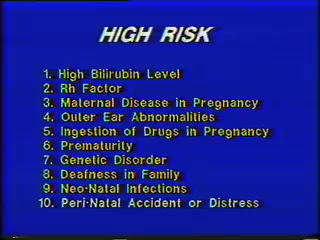 HIGH RISK
1. High Bilirubin Level
2. Rh Factor
3. Maternal Disease in Pregnancy
4. Outer Ear Abnormalities
5. Ingestion of Drugs in Pregnancy
6. Prematurity
7. Genetic Disorder
8. Deafness in Family
9. Neo-Natal Infections
10. Peri-Natal Accident or Distress